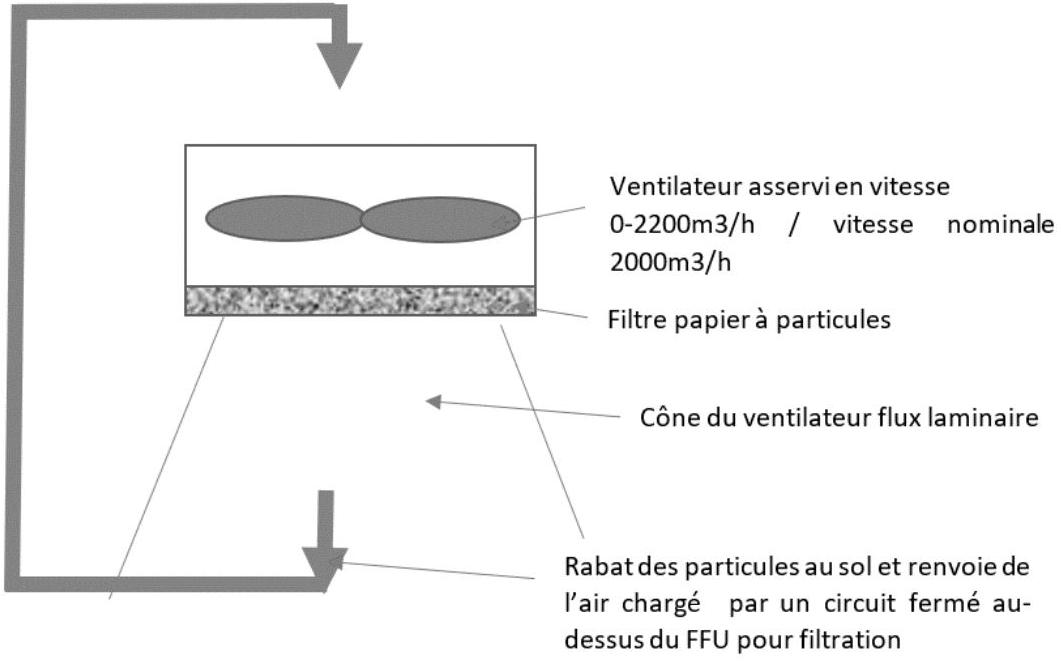 Ventilateur asservi en vitesse
0-2200m3/h / vitesse nominale
2000m3/h
Filtre papier à particules
Cône du ventilateur flux laminaire
Rabat des particules au sol et renvoie de
l'air chargé par un circuit fermé au-
dessus du FFU pour filtration